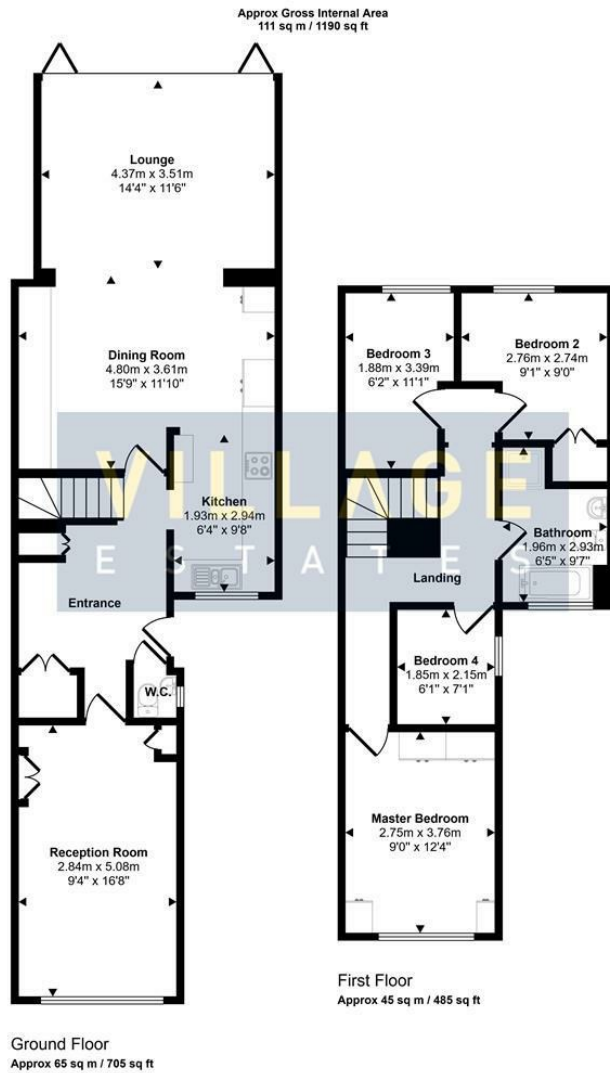 Approx Gross Internal Area
111 sq m / 1190 sq ft
Lounge
4.37m x 3.51m
14'4" x 11'6"
Dining Room
4.80m x 3.61m
15'9" x 11'10"
Kitchen
1.93m x 2.94m
6'4" x 9'8"
Entrance
W.C.
Reception Room
2.84m x 5.08m
9'4" x 16'8"
Ground Floor
Approx 65 sq m / 705 sq ft
Bedroom 3
1.88m x 3.39m
6'2" x 11'1"
Bedroom 2
2.76m x 2.74m
9'1" x 9'0"
Bathroom
1.96m x 2.93m
6'5" x 9'7"
Landing
Bedroom 4
1.85m x 2.15m
6'1" x 7'1"
Master Bedroom
2.75m x 3.76m
9'0" x 12'4"
First Floor
Approx 45 sq m / 485 sq ft
VILLAGE
ESTATES